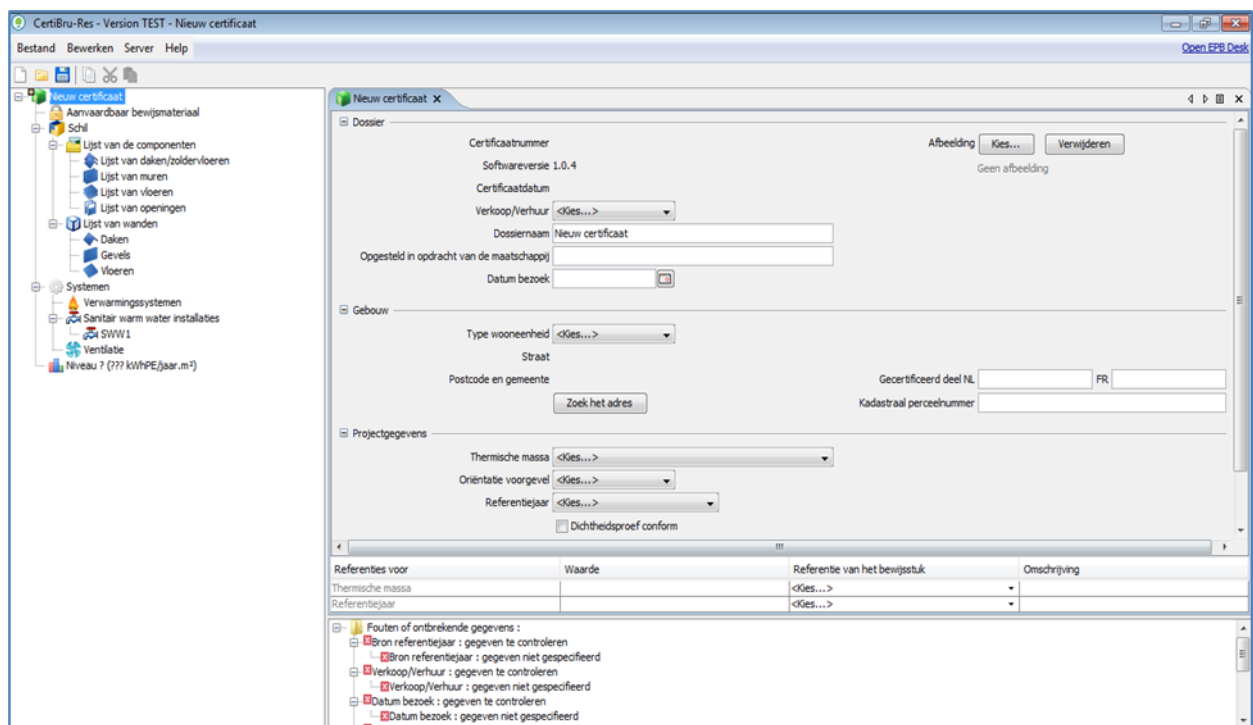 CertiBru-Res - Version TEST - Nieuw certificaat
Bestand Bewerken Server Help
Open EPB Desk
Nieuw certificaat
Aanvaardbaar bewijsmateriaal
Schil
Lijst van de componenten
Lijst van daken/zoldervloeren
Lijst van muren
Lijst van vloeren
Lijst van openingen
Lijst van wanden
Daken
Gevels
Vloeren
Systemen
Verwarmingssystemen
Sanitair warm water installaties
SWW1
Ventilatie
Niveau ? (??? kWhPE/jaar.m²)
Nieuw certificaat X
Dossier
Certificaatnummer
Afbeelding Kies... Verwijderen
Softwareversie 1.0.4
Geen afbeelding
Certificaatdatum
Verkoop/Verhuur <Kies...>
Dossiernaam Nieuw certificaat
Opgesteld in opdracht van de maatschappij
Datum bezoek
Gebouw
Type wooneenheid <Kies...>
Straat
Postcode en gemeente
Gecertificeerd deel NL FR
Zoek het adres
Kadastraal perceelnummer
Projectgegevens
Thermische massa <Kies...>
Oriëntatie voorgevel <Kies...>
Referentiejaar <Kies...>
Dichtheidsproef conform
Referenties voor Waarde Referentie van het bewijsstuk Omschrijving
Thermische massa <Kies...>
Referentiejaar <Kies...>
Fouten of ontbrekende gegevens :
Bron referentiejaar : gegeven te controleren
Bron referentiejaar : gegeven niet gespecifieerd
Verkoop/Verhuur : gegeven te controleren
Verkoop/Verhuur : gegeven niet gespecifieerd
Datum bezoek : gegeven te controleren
Datum bezoek : gegeven niet gespecifieerd